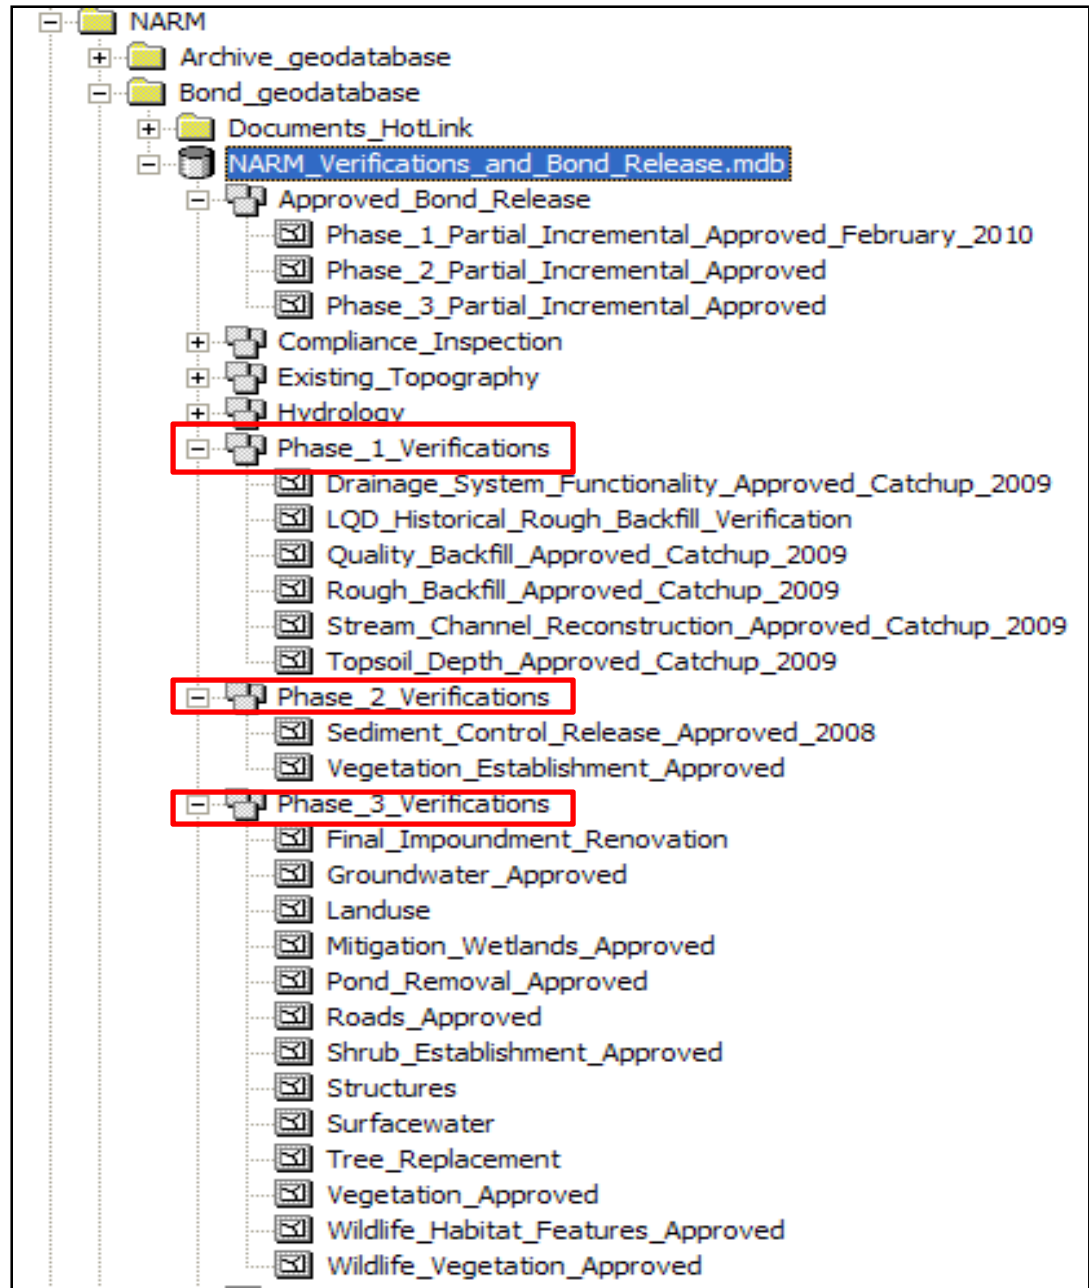 NARM
Archive_geodatabase
Bond_geodatabase
Documents_HotLink
NARM_Verifications_and_Bond_Release.mdb
Approved_Bond_Release
Phase_1_Partial_Incremental_Approved_February_2010
Phase_2_Partial_Incremental_Approved
Phase_3_Partial_Incremental_Approved
Compliance_Inspection
Existing_Topography
Hydrology
Phase_1_Verifications
Drainage_System_Functionality_Approved_Catchup_2009
LQD_Historical_Rough_Backfill_Verification
Quality_Backfill_Approved_Catchup_2009
Rough_Backfill_Approved_Catchup_2009
Stream_Channel_Reconstruction_Approved_Catchup_2009
Topsoil_Depth_Approved_Catchup_2009
Phase_2_Verifications
Sediment_Control_Release_Approved_2008
Vegetation_Establishment_Approved
Phase_3_Verifications
Final_Impoundment_Renovation
Groundwater_Approved
Landuse
Mitigation_Wetlands_Approved
Pond_Removal_Approved
Roads_Approved
Shrub_Establishment_Approved
Structures
Surfacewater
Tree_Replacement
Vegetation_Approved
Wildlife_Habitat_Features_Approved
Wildlife_Vegetation_Approved